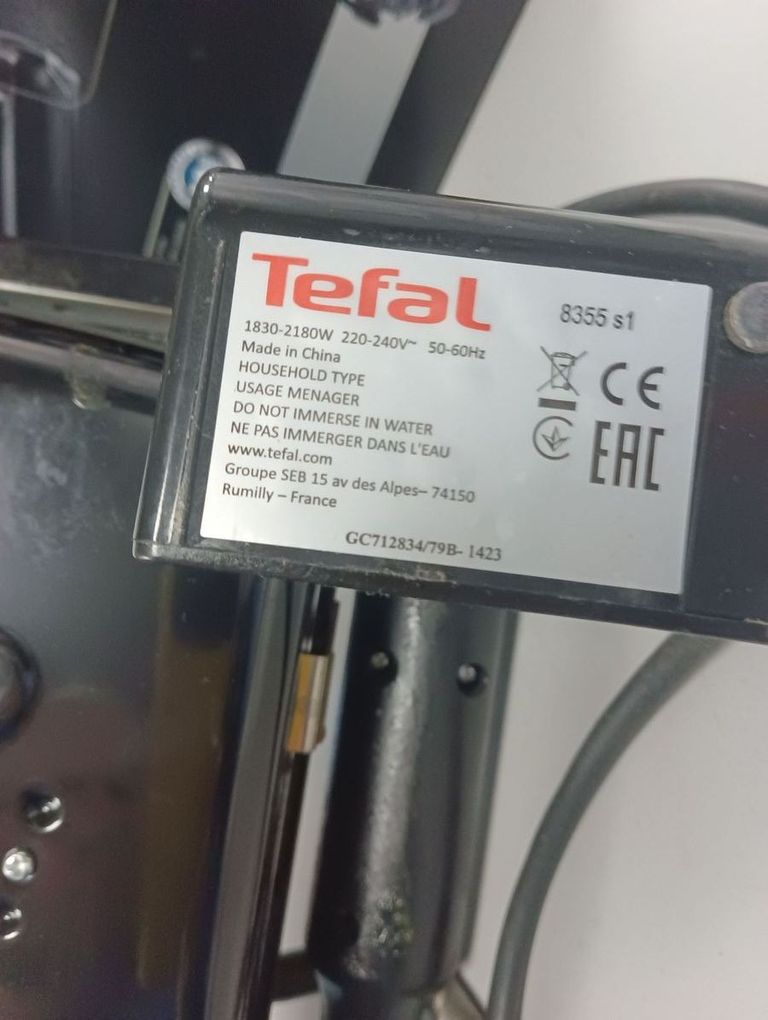 Tefal
8355 s1
1830-2180W 220-240V~ 50-60Hz
Made in China
HOUSEHOLD TYPE
USAGE MENAGER
DO NOT IMMERSE IN WATER
NE PAS IMMERGER DANS L'EAU
www.tefal.com
Groupe SEB 15 av des Alpes– 74150
Rumilly – France
CE
EAC
GC712834/79B- 1423